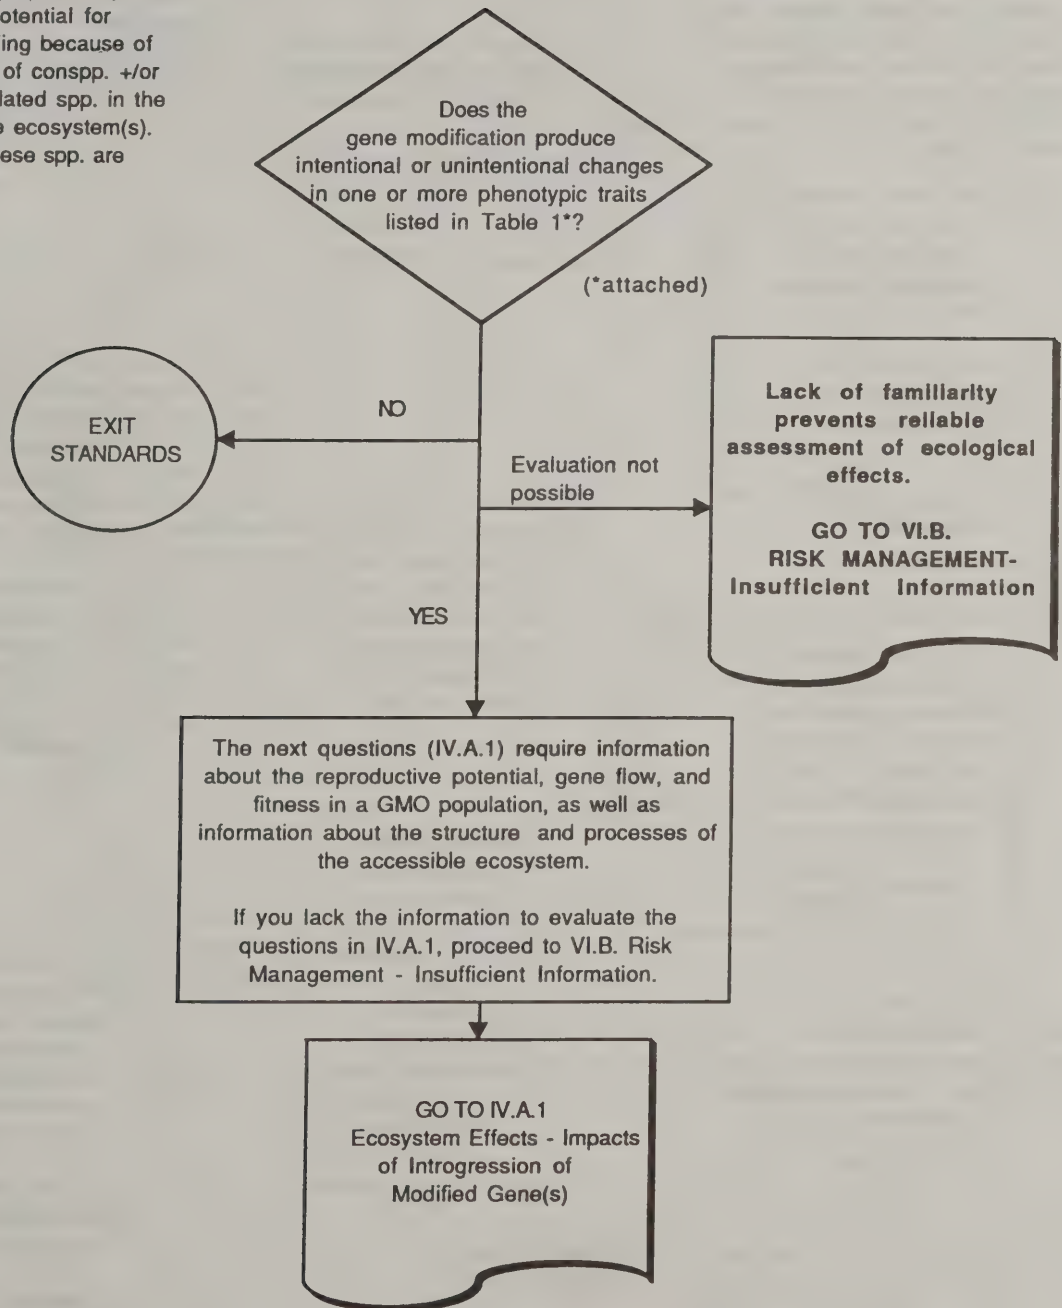 otential for
ing because of
of conspp. +/or
lated spp. in the
e ecosystem(s).
ese spp. are
Does the
gene modification produce
intentional or unintentional changes
in one or more phenotypic traits
listed in Table 1*?
(*attached)
NO
EXIT
STANDARDS
Evaluation not
possible
Lack of familiarity
prevents reliable
assessment of ecological
effects.
GO TO VI.B.
RISK MANAGEMENT-
Insufficient Information
YES
The next questions (IV.A.1) require information
about the reproductive potential, gene flow, and
fitness in a GMO population, as well as
information about the structure and processes of
the accessible ecosystem.
If you lack the information to evaluate the
questions in IV.A.1, proceed to VI.B. Risk
Management - Insufficient Information.
GO TO IV.A.1
Ecosystem Effects - Impacts
of Introgression of
Modified Gene(s)